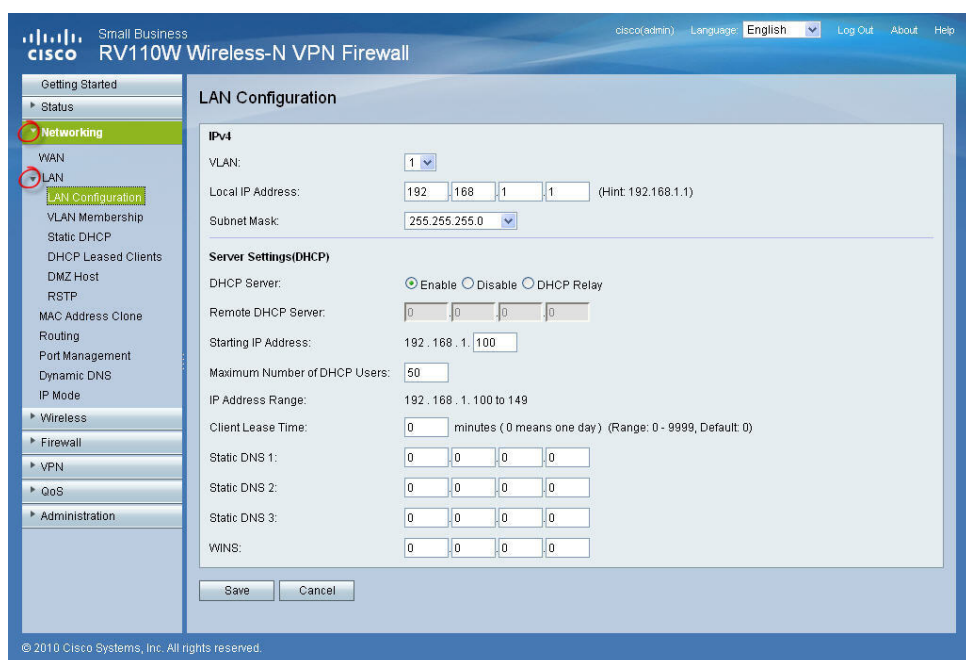 Small Business
cisco RV110W Wireless-N VPN Firewall
cisco(admin) Language: English Log Out About Help
Getting Started
Status
Networking
WAN
LAN
LAN Configuration
VLAN Membership
Static DHCP
DHCP Leased Clients
DMZ Host
RSTP
MAC Address Clone
Routing
Port Management
Dynamic DNS
IP Mode
Wireless
Firewall
VPN
QoS
Administration
LAN Configuration
IPv4
VLAN: 1
Local IP Address: 192 . 168 . 1 . 1 (Hint: 192.168.1.1)
Subnet Mask: 255.255.255.0
Server Settings(DHCP)
DHCP Server: Enable Disable DHCP Relay
Remote DHCP Server: 0 . 0 . 0 . 0
Starting IP Address: 192 . 168 . 1. 100
Maximum Number of DHCP Users: 50
IP Address Range: 192 . 168 . 1. 100 to 149
Client Lease Time: 0 minutes ( 0 means one day ) (Range: 0 - 9999, Default: 0)
Static DNS 1: 0 . 0 . 0 . 0
Static DNS 2: 0 . 0 . 0 . 0
Static DNS 3: 0 . 0 . 0 . 0
WINS: 0 . 0 . 0 . 0
Save Cancel
© 2010 Cisco Systems, Inc. All rights reserved.